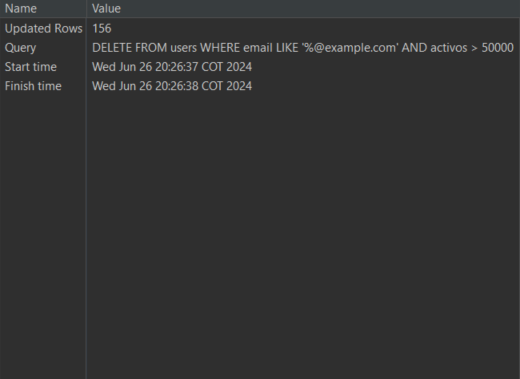 Name Value
Updated Rows 156
Query DELETE FROM users WHERE email LIKE '%@example.com' AND activos > 50000
Start time Wed Jun 26 20:26:37 COT 2024
Finish time Wed Jun 26 20:26:38 COT 2024